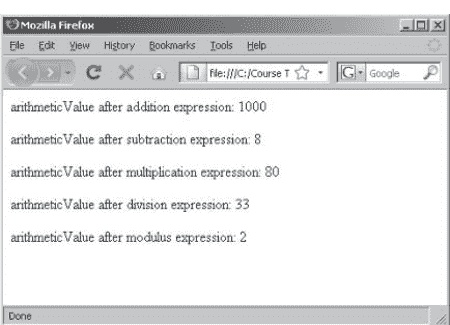 Mozilla Firefox
File Edit View History Bookmarks Tools Help
file:///C:/Course T
G Google
arithmeticValue after addition expression: 1000
arithmeticValue after subtraction expression: 8
arithmeticValue after multiplication expression: 80
arithmeticValue after division expression: 33
arithmeticValue after modulus expression: 2
Done